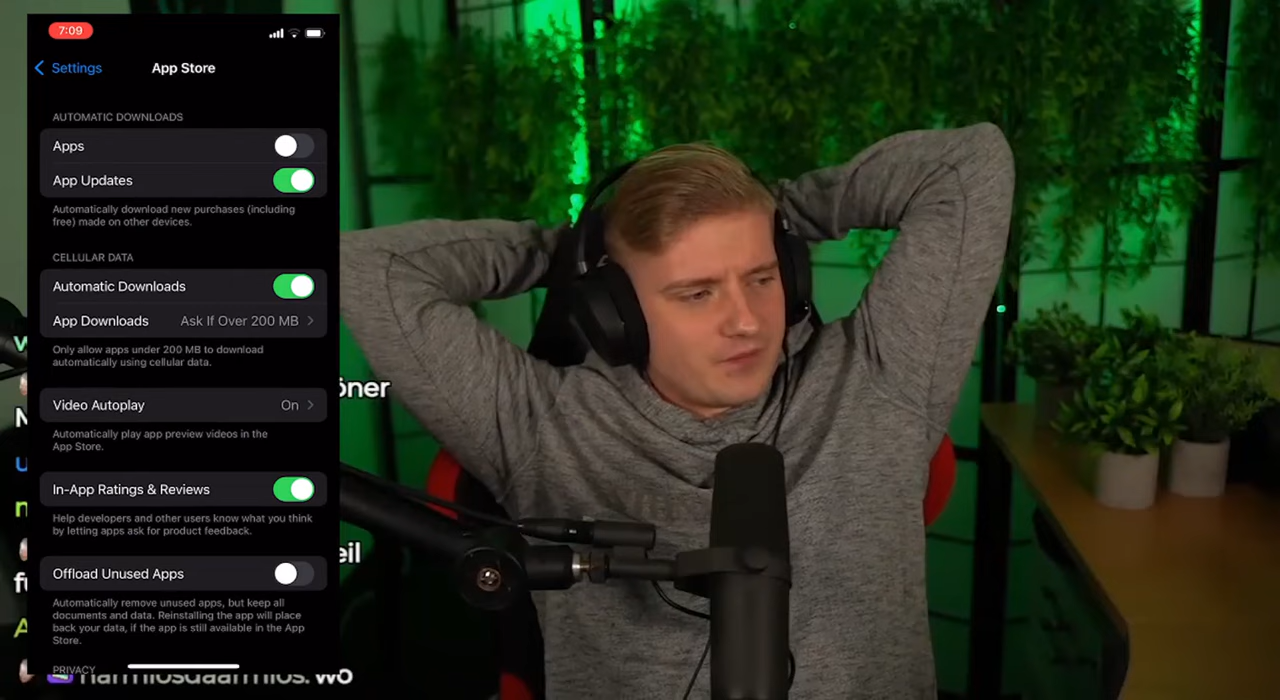 7:09
Settings
App Store
AUTOMATIC DOWNLOADS
Apps
App Updates
Automatically download new purchases (including
free) made on other devices.
CELLULAR DATA
Automatic Downloads
App Downloads Ask If Over 200 MB
Only allow apps under 200 MB to download
automatically using cellular data.
Video Autoplay On
Automatically play app preview videos in the
App Store.
In-App Ratings & Reviews
Help developers and other users know what you think
by letting apps ask for product feedback.
Offload Unused Apps
Automatically remove unused apps, but keep all
documents and data. Reinstalling the app will place
back your data, if the app is still available in the App
Store.
PRIVACY
öner
eil
wo